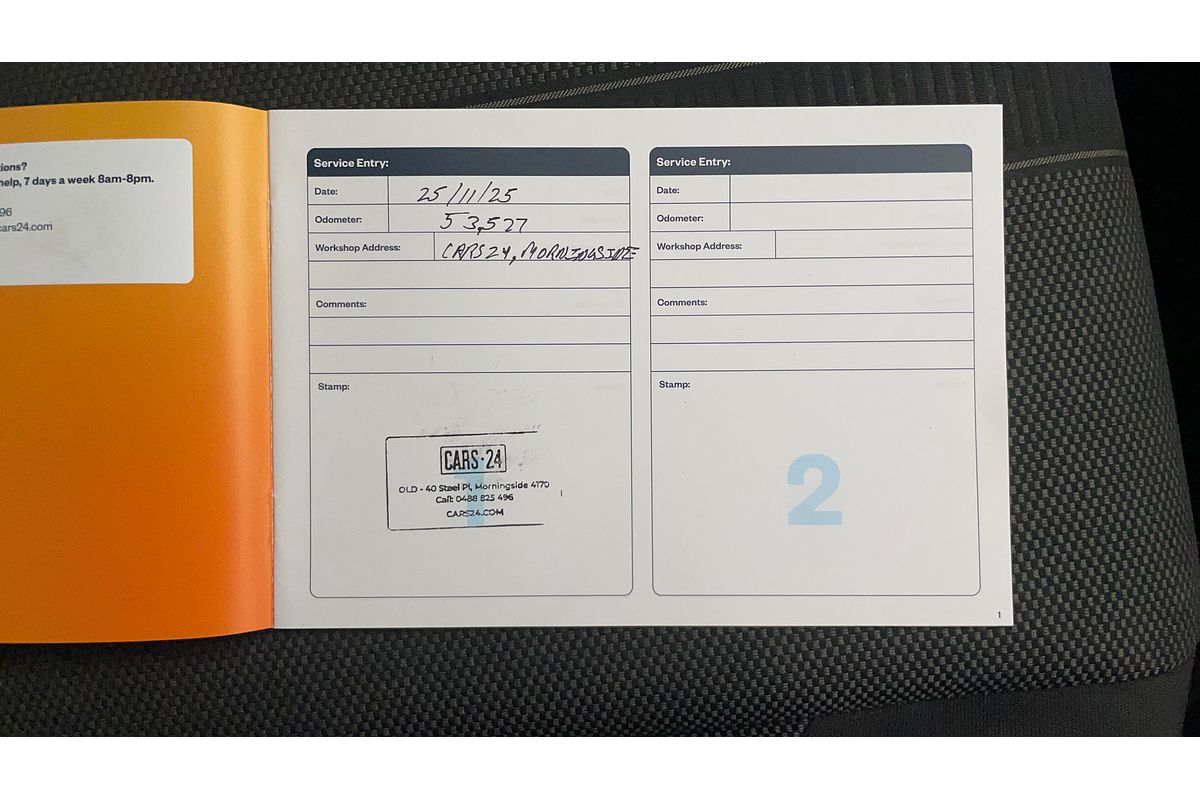 ions?
help, 7 days a week 8am-8pm.
96
cars24.com
Service Entry:
Date: 25/11/25
Odometer: 53,527
Workshop Address: CARS24, MORNINGSIDE
Comments:
Stamp:
CARS·24
QLD - 40 Steel Pl, Morningside 4170
Call: 0488 825 496
CARS24.COM
1
Service Entry:
Date:
Odometer:
Workshop Address:
Comments:
Stamp:
2
1